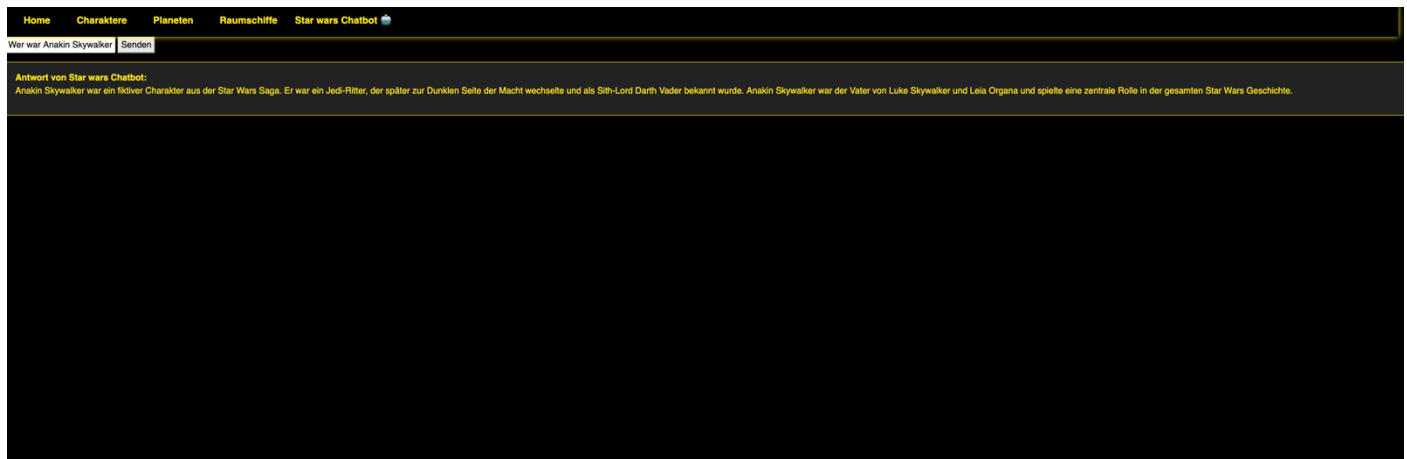 Home Charaktere Planeten Raumschiffe Star wars Chatbot 🤖
Wer war Anakin Skywalker Senden
Antwort von Star wars Chatbot:
Anakin Skywalker war ein fiktiver Charakter aus der Star Wars Saga. Er war ein Jedi-Ritter, der später zur Dunklen Seite der Macht wechselte und als Sith-Lord Darth Vader bekannt wurde. Anakin Skywalker war der Vater von Luke Skywalker und Leia Organa und spielte eine zentrale Rolle in der gesamten Star Wars Geschichte.